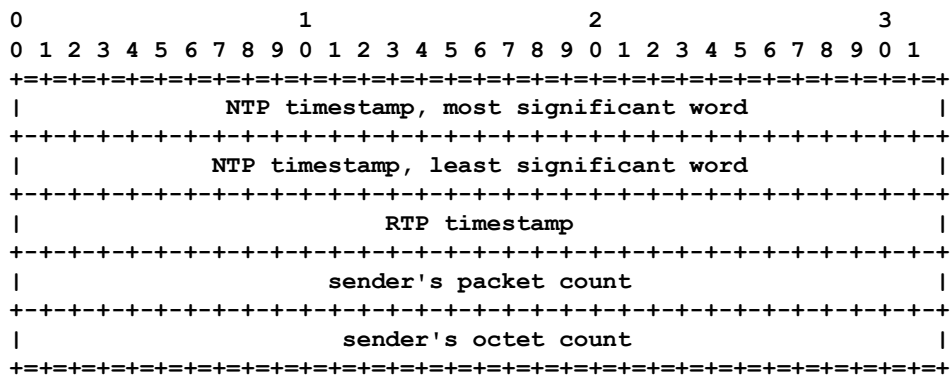 0                   1                   2                   3
0 1 2 3 4 5 6 7 8 9 0 1 2 3 4 5 6 7 8 9 0 1 2 3 4 5 6 7 8 9 0 1
+=+=+=+=+=+=+=+=+=+=+=+=+=+=+=+=+=+=+=+=+=+=+=+=+=+=+=+=+=+=+=+=+
|              NTP timestamp, most significant word             |
+-+-+-+-+-+-+-+-+-+-+-+-+-+-+-+-+-+-+-+-+-+-+-+-+-+-+-+-+-+-+-+-+
|             NTP timestamp, least significant word             |
+-+-+-+-+-+-+-+-+-+-+-+-+-+-+-+-+-+-+-+-+-+-+-+-+-+-+-+-+-+-+-+-+
|                         RTP timestamp                         |
+-+-+-+-+-+-+-+-+-+-+-+-+-+-+-+-+-+-+-+-+-+-+-+-+-+-+-+-+-+-+-+-+
|                     sender's packet count                     |
+-+-+-+-+-+-+-+-+-+-+-+-+-+-+-+-+-+-+-+-+-+-+-+-+-+-+-+-+-+-+-+-+
|                      sender's octet count                     |
+=+=+=+=+=+=+=+=+=+=+=+=+=+=+=+=+=+=+=+=+=+=+=+=+=+=+=+=+=+=+=+=+